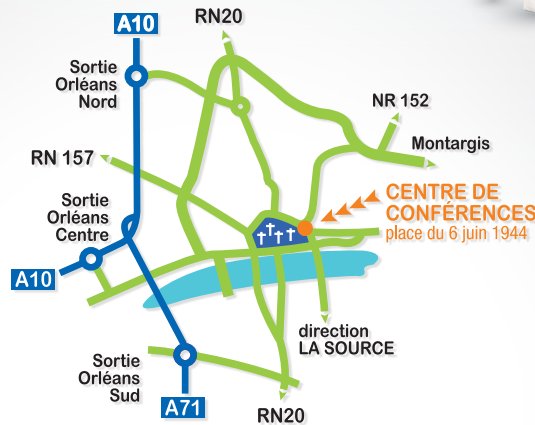 A10
RN20
Sortie
Orléans
Nord
NR 152
Montargis
RN 157
CENTRE DE
CONFÉRENCES
place du 6 juin 1944
Sortie
Orléans
Centre
A10
direction
LA SOURCE
Sortie
Orléans
Sud
A71
RN20